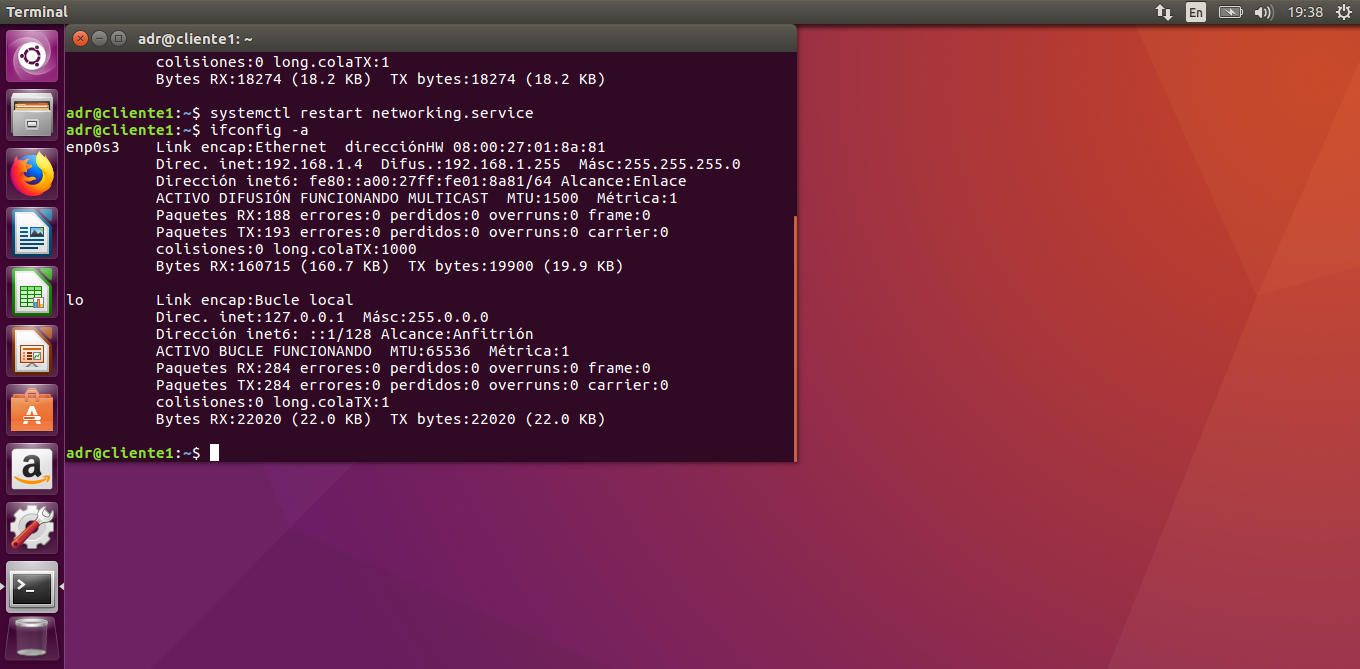 Terminal
En
19:38
adr@cliente1: ~
colisiones:0 long.colaTX:1
Bytes RX:18274 (18.2 KB)  TX bytes:18274 (18.2 KB)
adr@cliente1:~$ systemctl restart networking.service
adr@cliente1:~$ ifconfig -a
enp0s3    Link encap:Ethernet  direcciónHW 08:00:27:01:8a:81
Direc. inet:192.168.1.4  Difus.:192.168.1.255  Másc:255.255.255.0
Dirección inet6: fe80::a00:27ff:fe01:8a81/64 Alcance:Enlace
ACTIVO DIFUSIÓN FUNCIONANDO MULTICAST  MTU:1500  Métrica:1
Paquetes RX:188 errores:0 perdidos:0 overruns:0 frame:0
Paquetes TX:193 errores:0 perdidos:0 overruns:0 carrier:0
colisiones:0 long.colaTX:1000
Bytes RX:160715 (160.7 KB)  TX bytes:19900 (19.9 KB)
lo        Link encap:Bucle local
Direc. inet:127.0.0.1  Másc:255.0.0.0
Dirección inet6: ::1/128 Alcance:Anfitrión
ACTIVO BUCLE FUNCIONANDO  MTU:65536  Métrica:1
Paquetes RX:284 errores:0 perdidos:0 overruns:0 frame:0
Paquetes TX:284 errores:0 perdidos:0 overruns:0 carrier:0
colisiones:0 long.colaTX:1
Bytes RX:22020 (22.0 KB)  TX bytes:22020 (22.0 KB)
adr@cliente1:~$